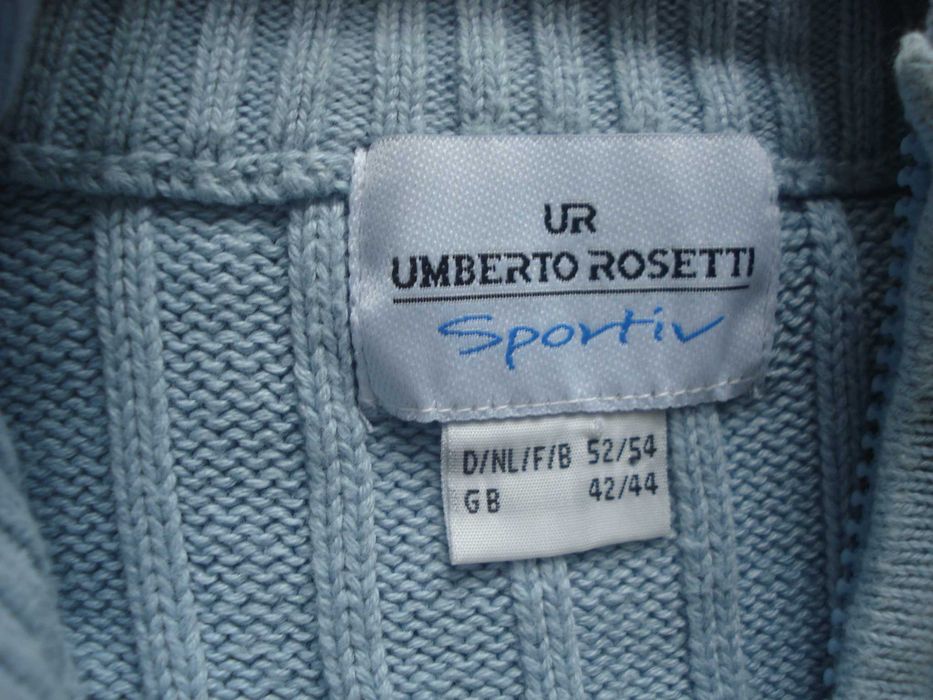 UR
UMBERTO ROSETTI
Sportiv
D/NL/F/B 52/54
GB 42/44